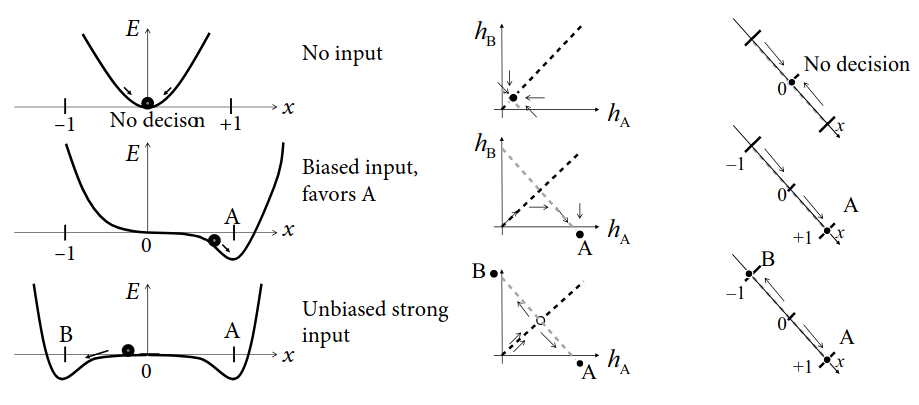 E
No input
x
−1
No decison
+1
h_B
h_A
No decision
0
x
E
Biased input,
favors A
A
x
−1
0
h_B
h_A
A
−1
0
A
+1
x
E
Unbiased strong
input
B
A
x
0
B
h_A
A
B
−1
0
A
+1
x